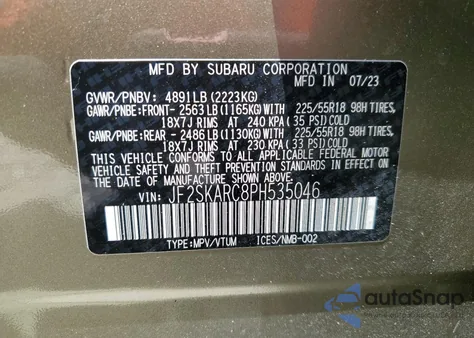 MFD BY SUBARU CORPORATION
MFD IN 07/23
GVWR/PNBV: 4891LB (2223KG)
GAWR/PNBE: FRONT- 2563LB (1165KG) WITH 225/55R18 98H TIRES,
18X7J RIMS AT 240 KPA (35 PSI) COLD
GAWR/PNBE: REAR - 2486LB (1130KG) WITH 225/55R18 98H TIRES,
18X7J RIMS AT 230 KPA (33 PSI) COLD
THIS VEHICLE CONFORMS TO ALL APPLICABLE FEDERAL MOTOR
VEHICLE SAFETY STANDARDS IN EFFECT ON THE DATE OF
MANUFACTURE SHOWN ABOVE.
VIN: JF2SKARC8PH535046
TYPE:MPV/VTUM ICES/NMB-002
autoSnap